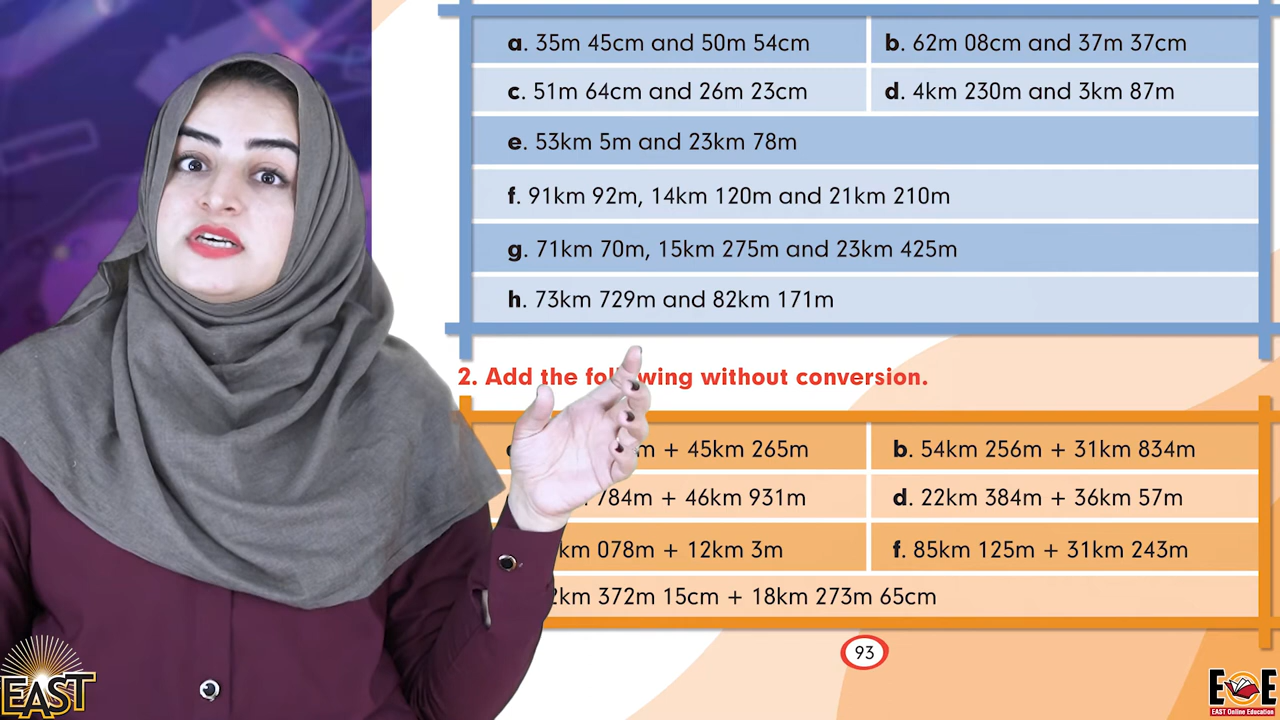 a. 35m 45cm and 50m 54cm
b. 62m 08cm and 37m 37cm
c. 51m 64cm and 26m 23cm
d. 4km 230m and 3km 87m
e. 53km 5m and 23km 78m
f. 91km 92m, 14km 120m and 21km 210m
g. 71km 70m, 15km 275m and 23km 425m
h. 73km 729m and 82km 171m
2. Add the following without conversion.
m + 45km 265m
b. 54km 256m + 31km 834m
784m + 46km 931m
d. 22km 384m + 36km 57m
km 078m + 12km 3m
f. 85km 125m + 31km 243m
2km 372m 15cm + 18km 273m 65cm
93
EAST
EOE
EAST Online Education